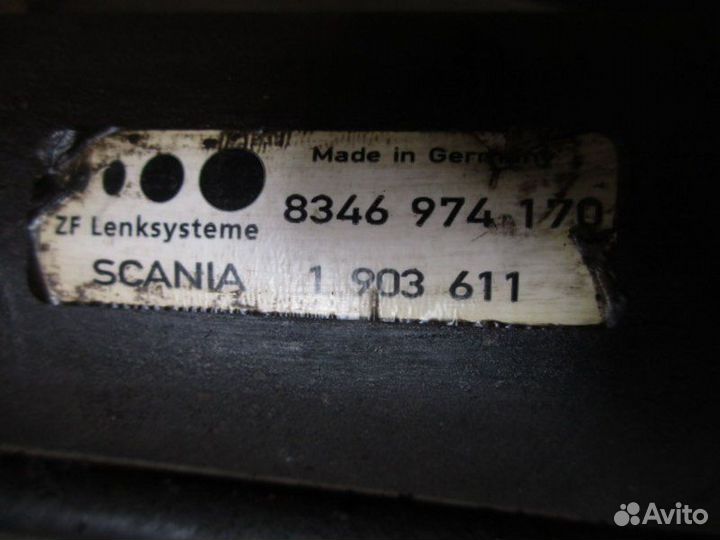 Made in Germany
8346 974 170
ZF Lenksysteme
SCANIA 1 903 611
Avito